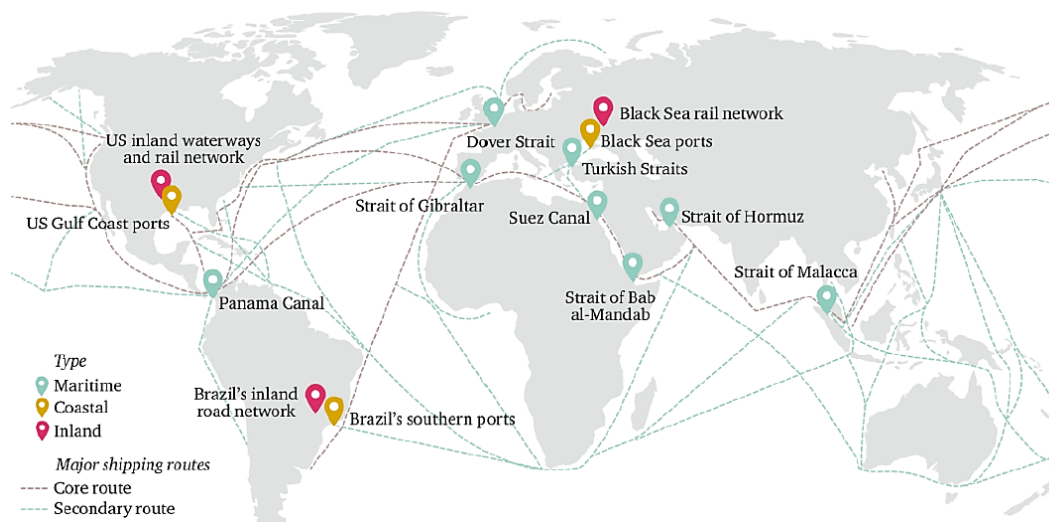 Black Sea rail network
US inland waterways
and rail network
Dover Strait
Black Sea ports
Turkish Straits
Strait of Gibraltar
US Gulf Coast ports
Suez Canal
Strait of Hormuz
Strait of Malacca
Panama Canal
Strait of Bab
al-Mandab
Type
Maritime
Coastal
Inland
Brazil's inland
road network
Brazil's southern ports
Major shipping routes
Core route
Secondary route